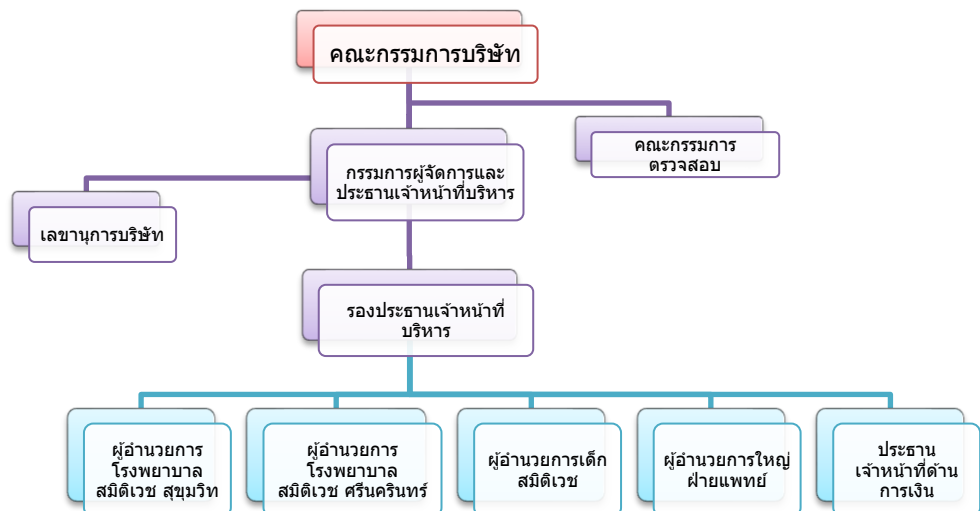 คณะกรรมการบริษัท
คณะกรรมการ
ตรวจสอบ
กรรมการผู้จัดการและ
ประธานเจ้าหน้าที่บริหาร
เลขานุการบริษัท
รองประธานเจ้าหน้าที่
บริหาร
ผู้อำนวยการ
โรงพยาบาล
สมิติเวช สุขุมวิท
ผู้อำนวยการ
โรงพยาบาล
สมิติเวช ศรีนครินทร์
ผู้อำนวยการเด็ก
สมิติเวช
ผู้อำนวยการใหญ่
ฝ่ายแพทย์
ประธาน
เจ้าหน้าที่ด้าน
การเงิน